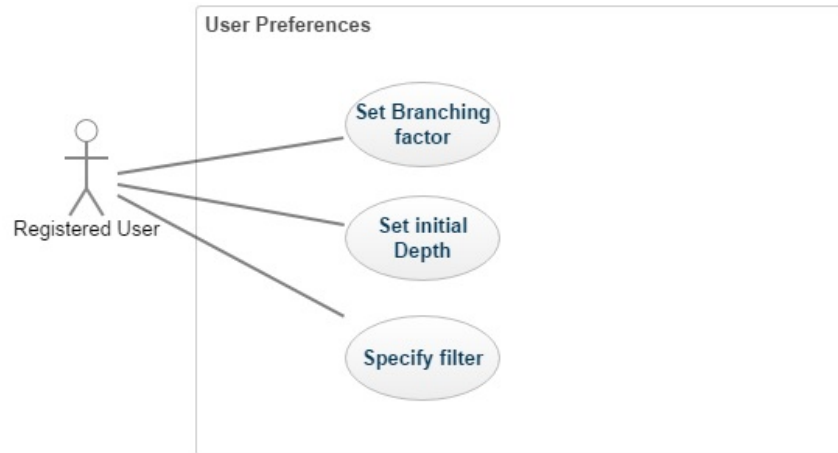 User Preferences
Set Branching
factor
Registered User
Set initial
Depth
Specify filter